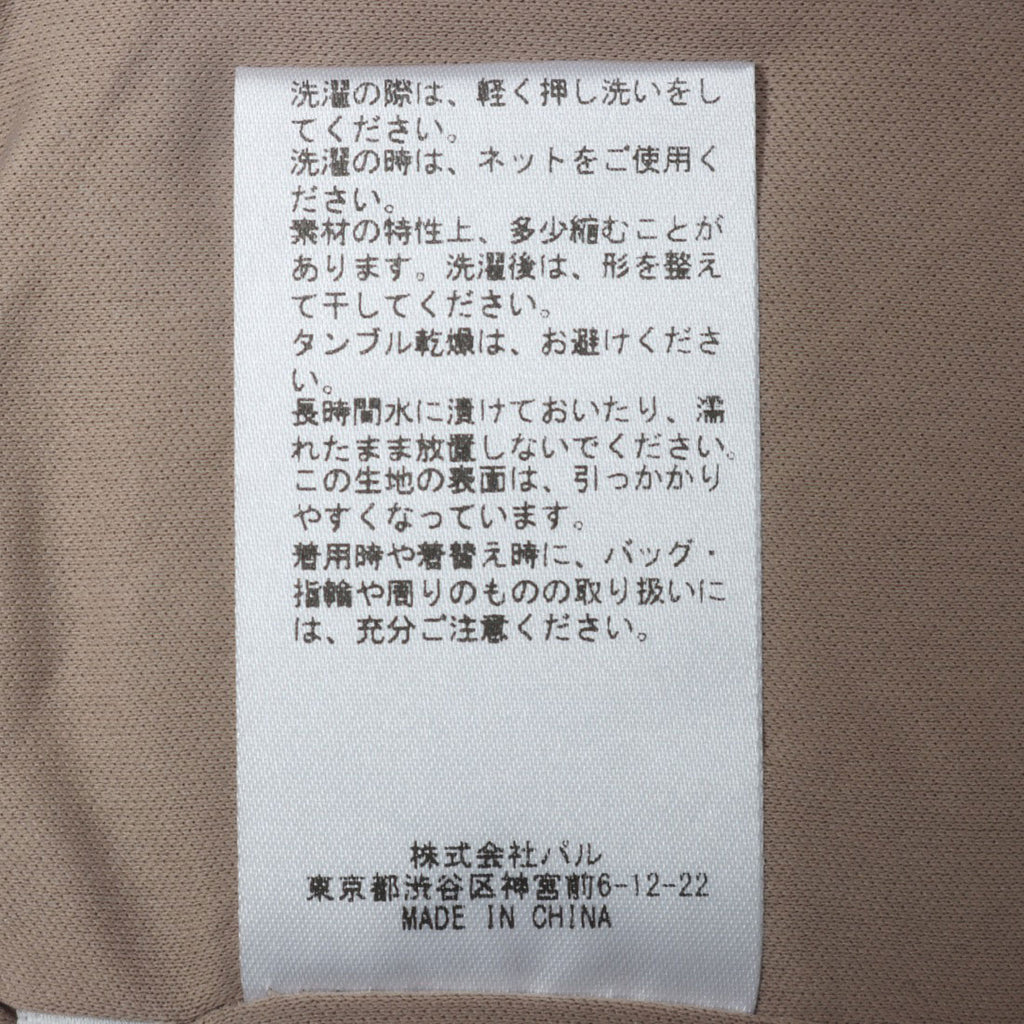 洗濯の際は、軽く押し洗いをし
てください。
洗濯の時は、ネットをご使用く
ださい。
素材の特性上、多少縮むことが
あります。洗濯後は、形を整え
て干してください。
タンブル乾燥は、お避けくださ
い。
長時間水に漬けておいたり、濡
れたまま放置しないでください。
この生地の表面は、引っかかり
やすくなっています。
着用時や着替え時に、バッグ・
指輪や周りのものの取り扱いに
は、充分ご注意ください。
株式会社パル
東京都渋谷区神宮前6-12-22
MADE IN CHINA